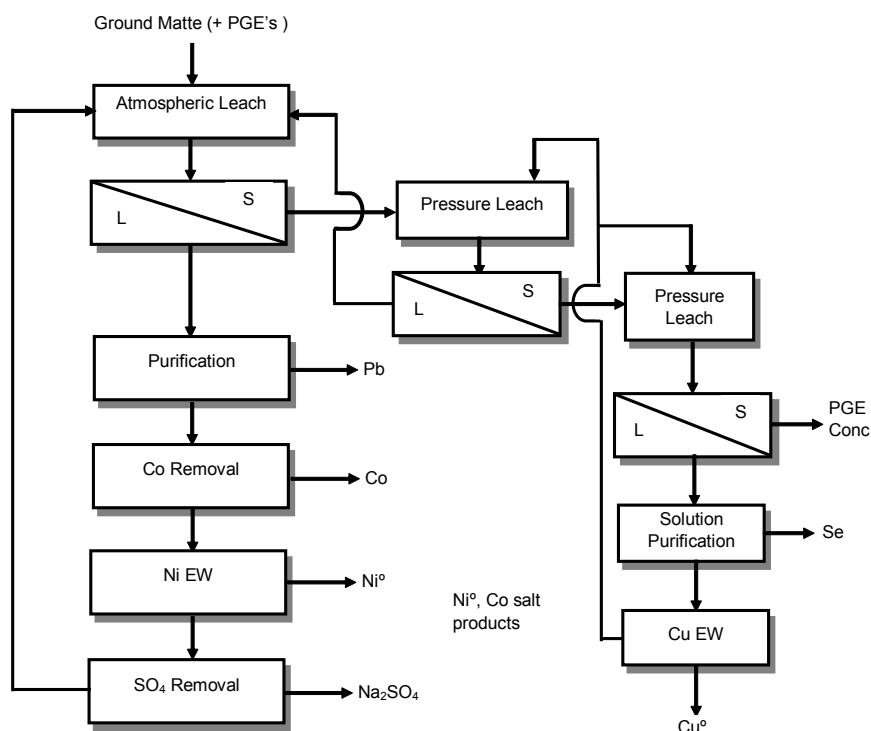 Ground Matte (+ PGE's )
Atmospheric Leach
S
L
Pressure Leach
S
L
Pressure
Leach
Purification
Pb
S
L
PGE
Conc
Co Removal
Co
Solution
Purification
Se
Ni EW
Niº
Niº, Co salt
products
Cu EW
SO₄ Removal
Na₂SO₄
Cuº